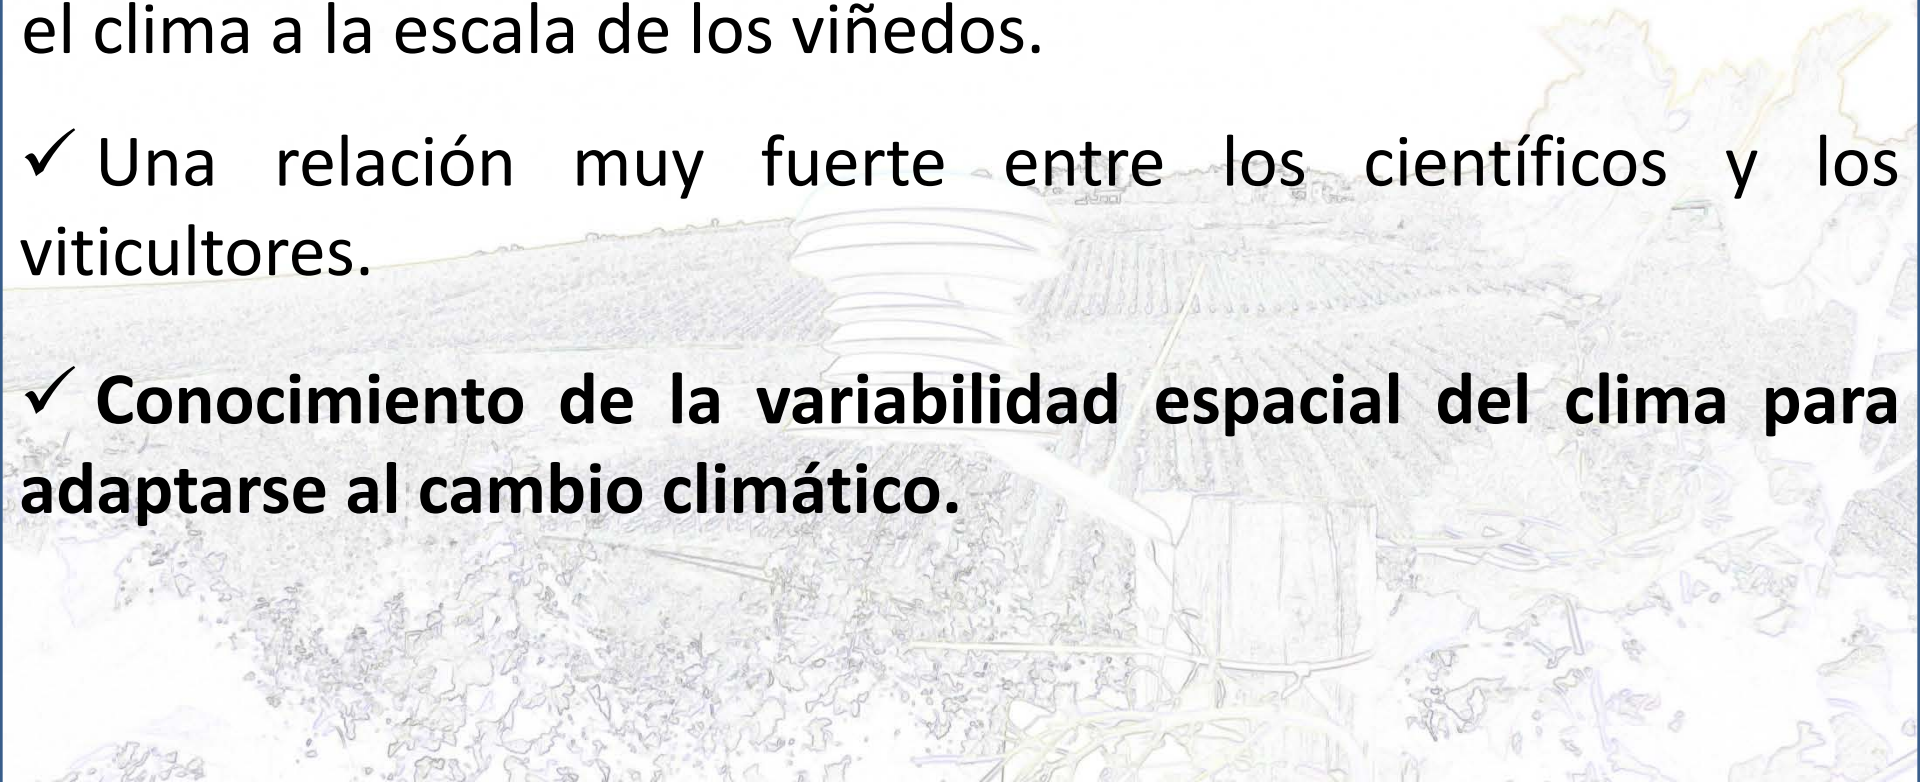 el clima a la escala de los viñedos.
✓ Una relación muy fuerte entre los científicos y los
viticultores.
✓ Conocimiento de la variabilidad espacial del clima para
adaptarse al cambio climático.